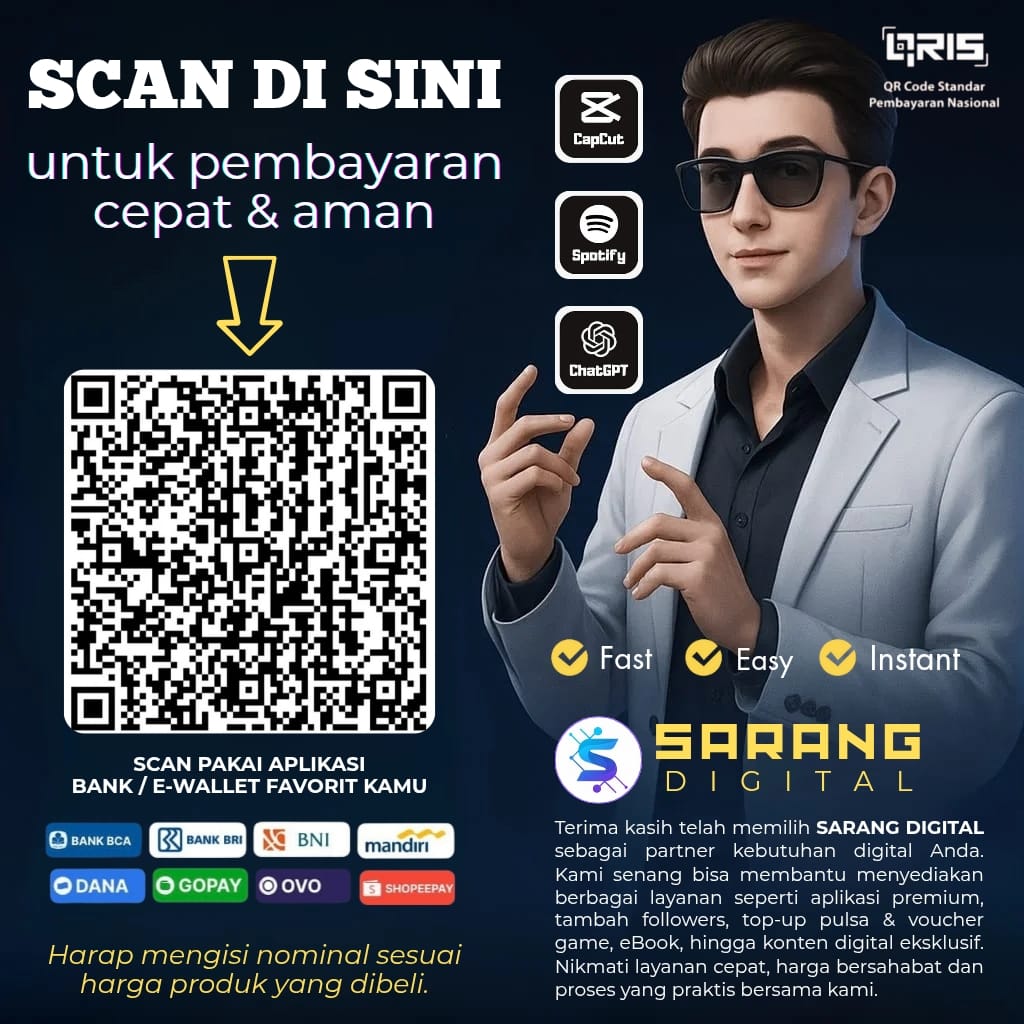 SCAN DI SINI
untuk pembayaran
cepat & aman
QRIS
QR Code Standar
Pembayaran Nasional
CapCut
Spotify
ChatGPT
SCAN PAKAI APLIKASI
BANK / E-WALLET FAVORIT KAMU
BANK BCA
BANK BRI
BNI
mandiri
DANA
GOPAY
OVO
SHOPEEPAY
Harap mengisi nominal sesuai
harga produk yang dibeli.
Fast
Easy
Instant
S
SARANG
DIGITAL
Terima kasih telah memilih SARANG DIGITAL
sebagai partner kebutuhan digital Anda.
Kami senang bisa membantu menyediakan
berbagai layanan seperti aplikasi premium,
tambah followers, top-up pulsa & voucher
game, eBook, hingga konten digital eksklusif.
Nikmati layanan cepat, harga bersahabat dan
proses yang praktis bersama kami.